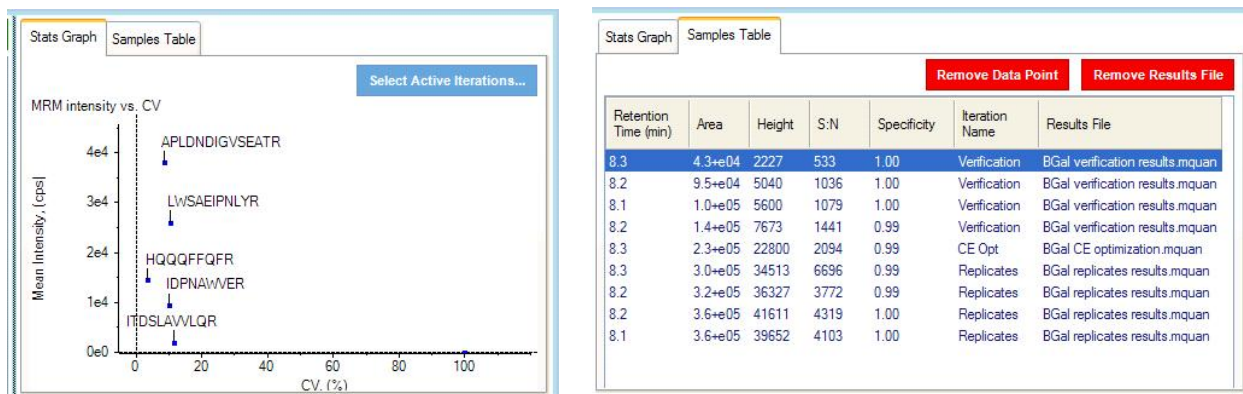 Stats Graph Samples Table
Select Active Iterations...
MRM intensity vs. CV
Mean Intensity, [cps]
4e4
3e4
2e4
1e4
0e0
APLDNDIGVSEATR
LWSAEIPNLYR
HQQQFFQFR
IDPNAWVER
ITDSLAVVLQR
0 20 40 60 80 100
CV, (%)
Stats Graph Samples Table
Remove Data Point Remove Results File
Retention Time (min) Area Height S:N Specificity Iteration Name Results File
8.3 4.3+e04 2227 533 1.00 Verification BGal verification results.mquan
8.2 9.5+e04 5040 1036 1.00 Verification BGal verification results.mquan
8.1 1.0+e05 5600 1079 1.00 Verification BGal verification results.mquan
8.2 1.4+e05 7673 1441 0.99 Verification BGal verification results.mquan
8.3 2.3+e05 22800 2094 0.99 CE Opt BGal CE optimization.mquan
8.3 3.0+e05 34513 6696 0.99 Replicates BGal replicates results.mquan
8.2 3.2+e05 36327 3772 0.99 Replicates BGal replicates results.mquan
8.2 3.6+e05 41611 4319 1.00 Replicates BGal replicates results.mquan
8.1 3.6+e05 39652 4103 1.00 Replicates BGal replicates results.mquan